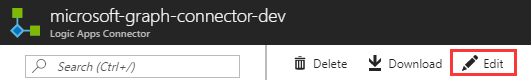 microsoft-graph-connector-dev
Logic Apps Connector
Search (Ctrl+/)
Delete
Download
Edit